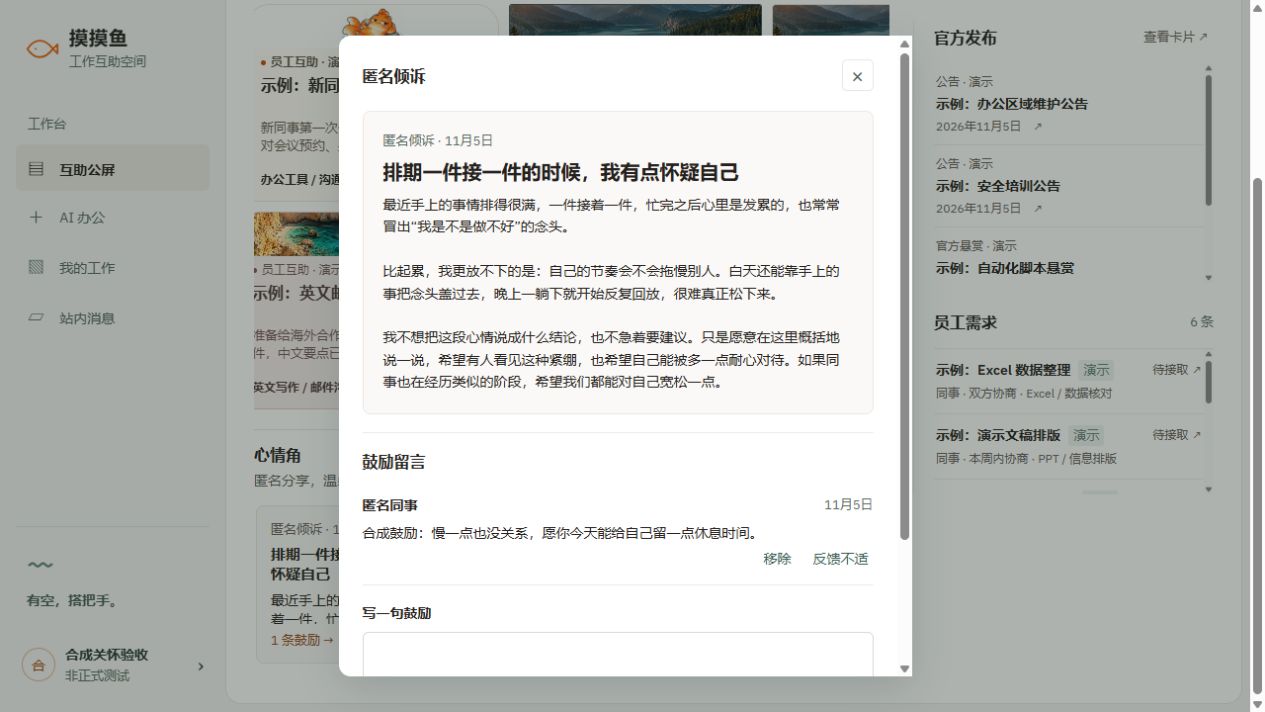 摸摸鱼
工作互助空间
工作台
互助公屏
AI 办公
我的工作
站内消息
有空，搭把手。
合
合成关怀验收
非正式测试
员工互助 · 演
示例：新同
新同事第一次
对会议预约、
办公工具 / 沟通
员工互助 · 演示
示例：英文邮
准备给海外合作
件，中文要点已
英文写作 / 邮件沟
心情角
匿名分享，温
匿名倾诉 · 1
排期一件接
怀疑自己
最近手上的
着一件，忙
1 条鼓励 →
匿名倾诉
×
匿名倾诉 · 11月5日
排期一件接一件的时候，我有点怀疑自己
最近手上的事情排得很满，一件接着一件，忙完之后心里是发累的，也常常
冒出“我是不是做不好”的念头。
比起累，我更放不下的是：自己的节奏会不会拖慢别人。白天还能靠手上的
事把念头盖过去，晚上一躺下就开始反复回放，很难真正松下来。
我不想把这段心情说成什么结论，也不急着要建议。只是愿意在这里概括地
说一说，希望有人看见这种紧绷，也希望自己能被多一点耐心对待。如果同
事也在经历类似的阶段，希望我们都能对自己宽松一点。
鼓励留言
匿名同事
11月5日
合成鼓励：慢一点也没关系，愿你今天能给自己留一点休息时间。
移除 反馈不适
写一句鼓励
官方发布
查看卡片 ↗
公告 · 演示
示例：办公区域维护公告
2026年11月5日 ↗
公告 · 演示
示例：安全培训公告
2026年11月5日 ↗
官方悬赏 · 演示
示例：自动化脚本悬赏
员工需求
6 条
示例：Excel 数据整理 演示 待接取 ↗
同事 · 双方协商 · Excel / 数据核对
示例：演示文稿排版 演示 待接取 ↗
同事 · 本周内协商 · PPT / 信息排版